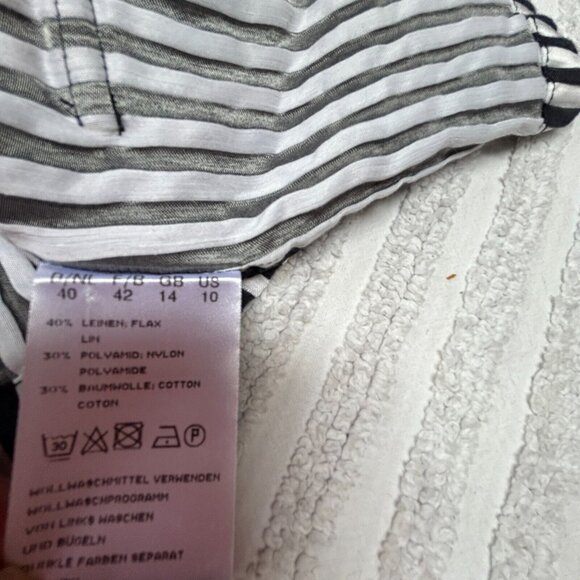 D/NL F/B GB US
40 42 14 10
40% LEINEN; FLAX
LIN
30% POLYAMID; NYLON
POLYAMIDE
30% BAUMWOLLE; COTTON
COTON
30 P
WOLLWASCHMITTEL VERWENDEN
WOLLWASCHPROGRAMM
VON LINKS WASCHEN
UND BÜGELN
DUNKLE FARBEN SEPARAT